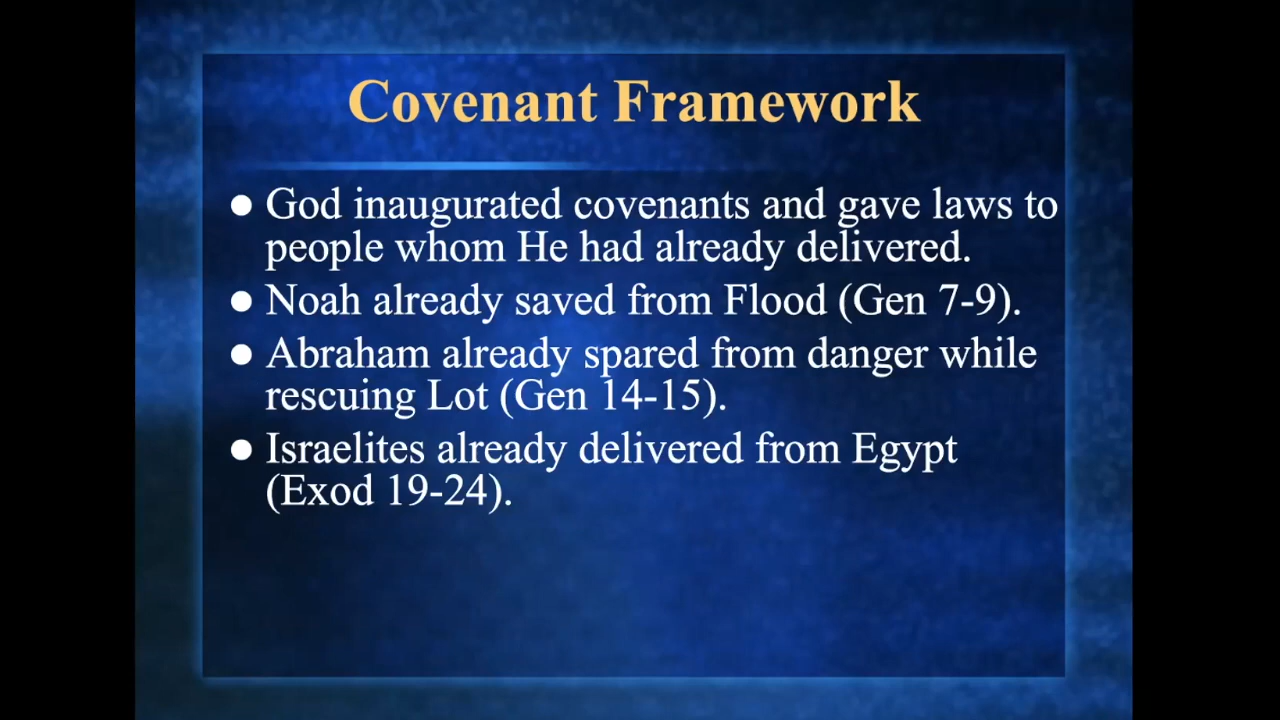 Covenant Framework
● God inaugurated covenants and gave laws to
people whom He had already delivered.
● Noah already saved from Flood (Gen 7-9).
● Abraham already spared from danger while
rescuing Lot (Gen 14-15).
● Israelites already delivered from Egypt
(Exod 19-24).